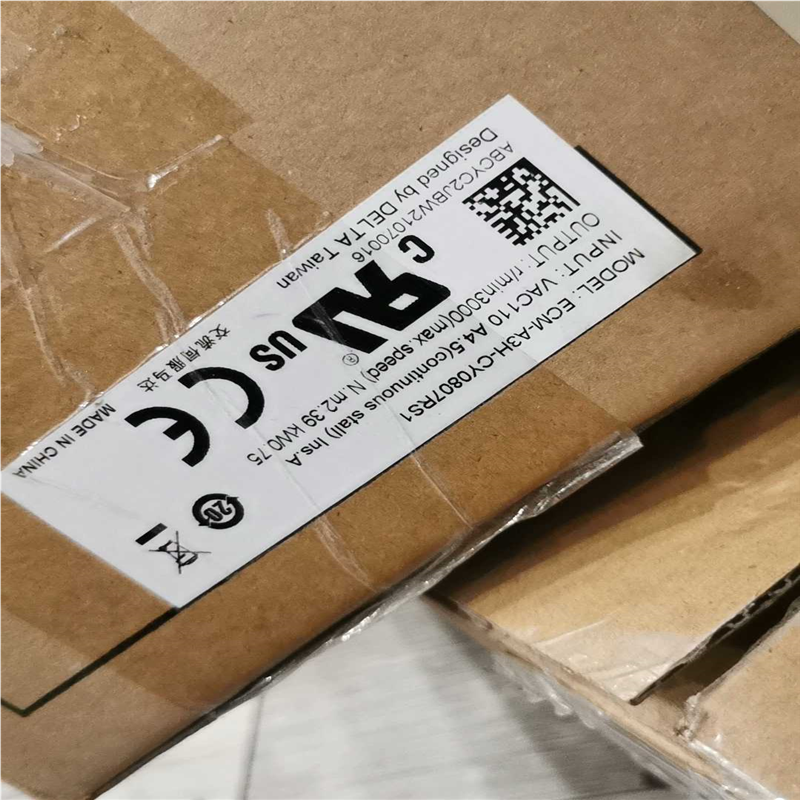 MODEL: ECM-A3H-CY0807RS1
INPUT: VAC110 A4.5(continuous stall) Ins.A
OUTPUT: r/min3000(max.speed) N.m2.39 kW0.75
ABCYC2JBW21070016
Designed by DELTA Taiwan
C
US
®
CE
20
交流伺服马达
MADE IN CHINA